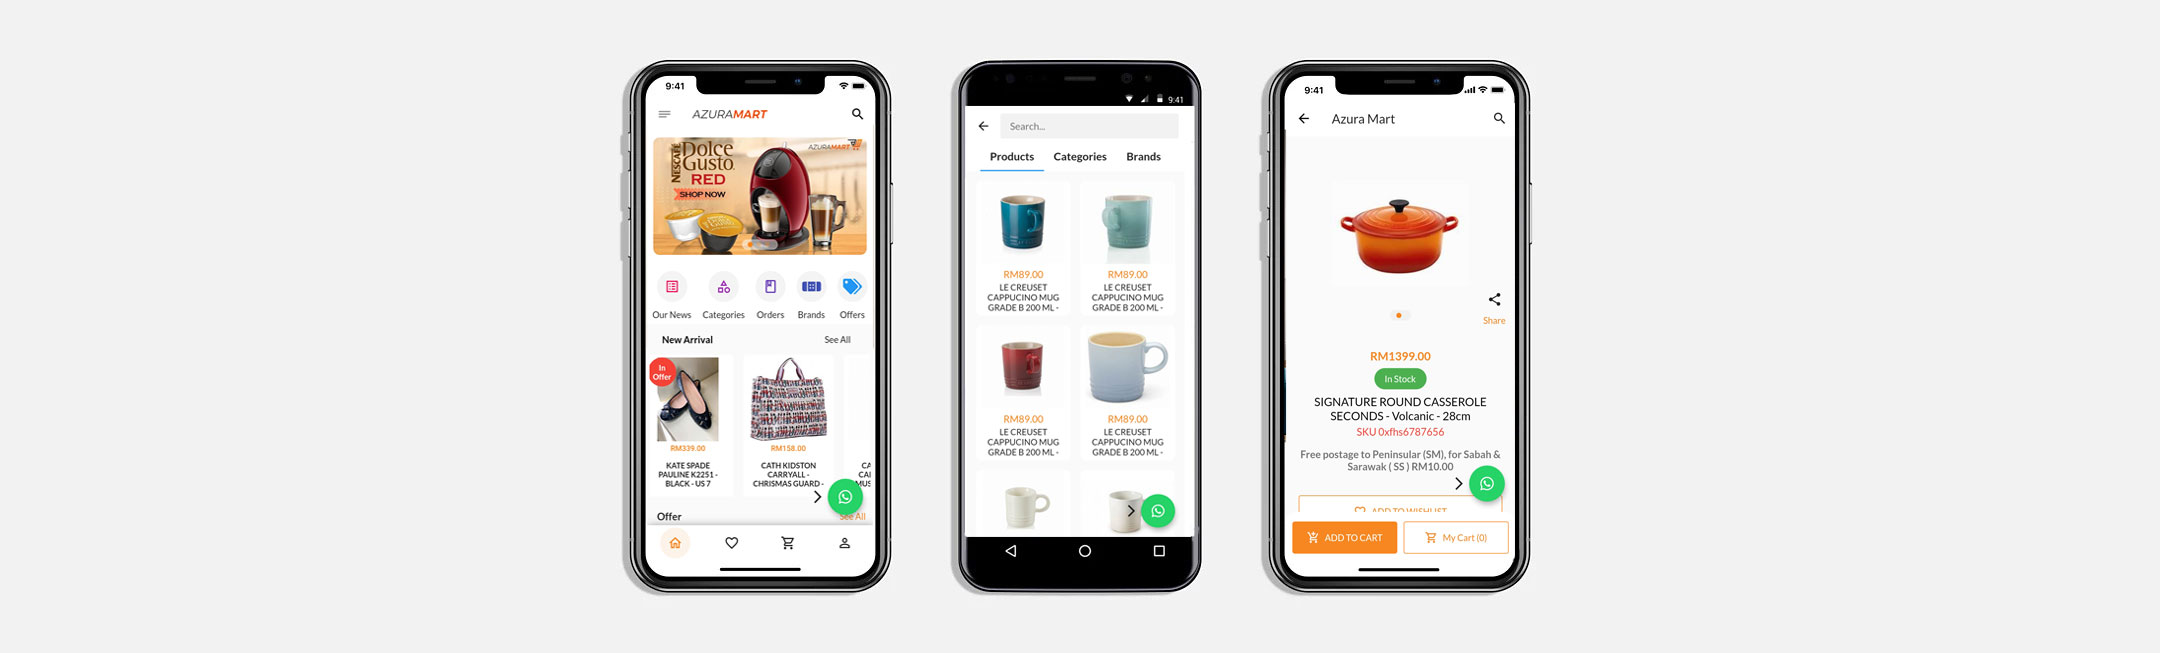 9:41
AZURAMART
NESCAFÉ
Dolce
Gusto
RED
SHOP NOW
AZURAMART
Our News
Categories
Orders
Brands
Offers
New Arrival
See All
In
Offer
RM339.00
KATE SPADE
PAULINE K2251 -
BLACK - US 7
RM158.00
CATH KIDSTON
CARRYALL -
CHRISMAS GUARD -
CA
CAI
MUS
Offer
See All
9:41
Search...
Products
Categories
Brands
RM89.00
LE CREUSET
CAPPUCINO MUG
GRADE B 200 ML -
RM89.00
LE CREUSET
CAPPUCINO MUG
GRADE B 200 ML -
RM89.00
LE CREUSET
CAPPUCINO MUG
GRADE B 200 ML -
RM89.00
LE CREUSET
CAPPUCINO MUG
GRADE B 200 ML -
9:41
Azura Mart
Share
RM1399.00
In Stock
SIGNATURE ROUND CASSEROLE
SECONDS - Volcanic - 28cm
SKU 0xfhs6787656
Free postage to Peninsular (SM), for Sabah &
Sarawak ( SS ) RM10.00
ADD TO WISHLIST
ADD TO CART
My Cart (0)